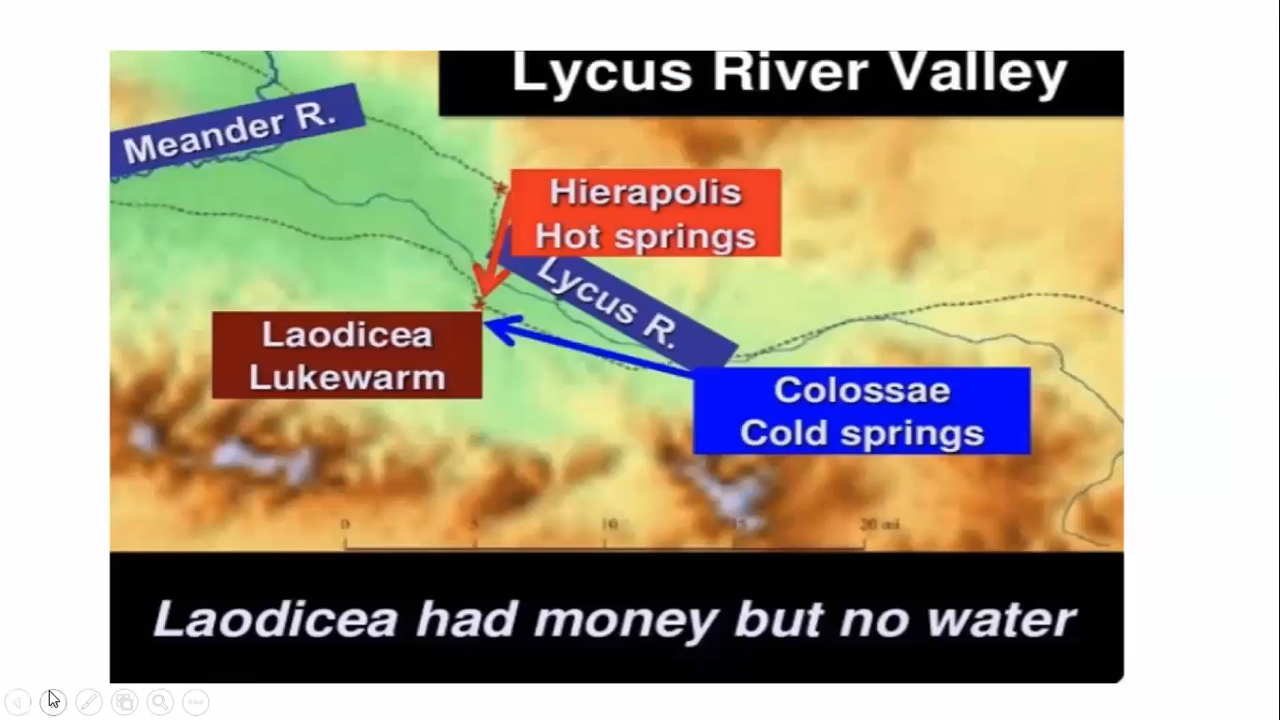 Lycus River Valley
Meander R.
Hierapolis
Hot springs
Lycus R.
Laodicea
Lukewarm
Colossae
Cold springs
0 5 10 15 20 mi
Laodicea had money but no water